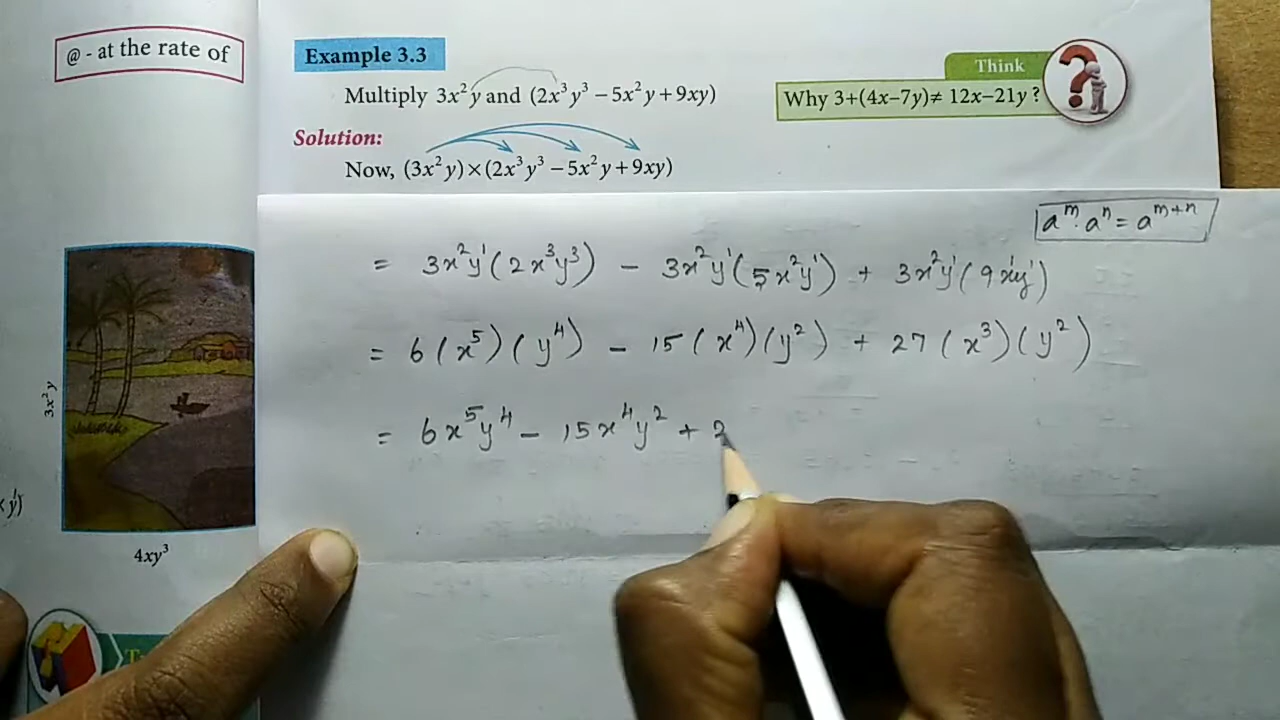 @ - at the rate of
Example 3.3
Multiply 3x²y and (2x³y³ – 5x²y + 9xy)
Think
Why 3+(4x–7y)≠ 12x–21y ?
Solution:
Now, (3x²y)×(2x³y³ – 5x²y + 9xy)
aᵐ · aⁿ = aᵐ⁺ⁿ
= 3x²y¹(2x³y³) – 3x²y¹(5x²y¹) + 3x²y¹(9x¹y¹)
= 6(x⁵)(y⁴) – 15(x⁴)(y²) + 27(x³)(y²)
= 6x⁵y⁴ – 15x⁴y² + 2
3x²y
4xy³